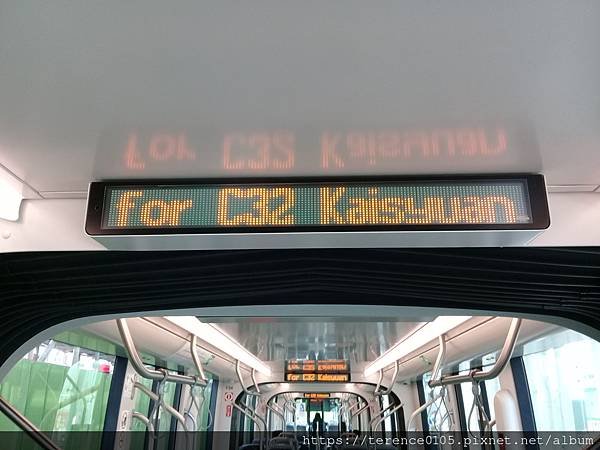 For C32 Kaisyuan
For C32 Kaisyuan
https://terence0105.pixnet.net/album